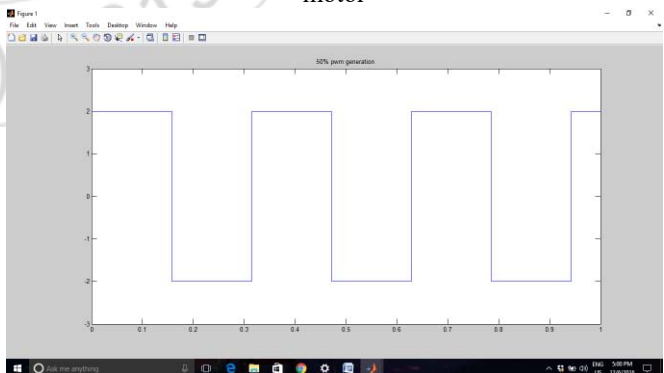 motor
Figure 1
File Edit View Insert Tools Desktop Window Help
50% pwm generation
3
2
1
0
-1
-2
-3
0 0.1 0.2 0.3 0.4 0.5 0.6 0.7 0.8 0.9 1
Ask me anything
ENG 5:00 PM
US